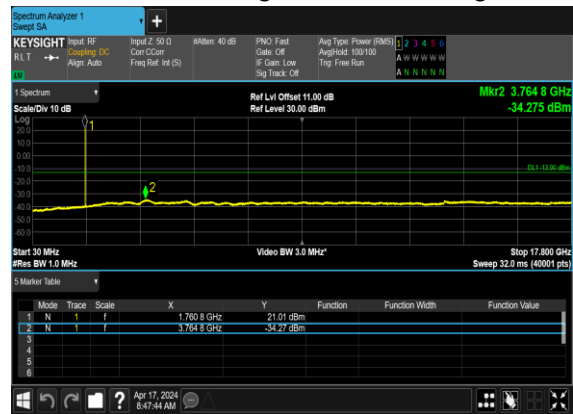 Spectrum Analyzer 1
Swept SA
+
KEYSIGHT Input: RF Input Z: 50 Ω #Atten: 40 dB PNO: Fast Avg Type: Power (RMS) 1 2 3 4 5 6
RLT Coupling: DC Corr CCorr Gate: Off Avg|Hold: 100/100 A W W W W W
Align: Auto Freq Ref: Int (S) IF Gain: Low Trig: Free Run
Sig Track: Off A N N N N N
LW
1 Spectrum Ref Lvl Offset 11.00 dB Mkr2 3.764 8 GHz
Scale/Div 10 dB Ref Level 30.00 dBm -34.275 dBm
Log
20.0
1
10.0
0.00
-10.0
DL1 -13.00 dBm
-20.0
2
-30.0
-40.0
-50.0
-60.0
Start 30 MHz Video BW 3.0 MHz* Stop 17.800 GHz
#Res BW 1.0 MHz Sweep 32.0 ms (40001 pts)
5 Marker Table
Mode Trace Scale X Y Function Function Width Function Value
1 N 1 f 1.760 8 GHz 21.01 dBm
2 N 1 f 3.764 8 GHz -34.27 dBm
3
4
5
6
? Apr 17, 2024
8:47:44 AM